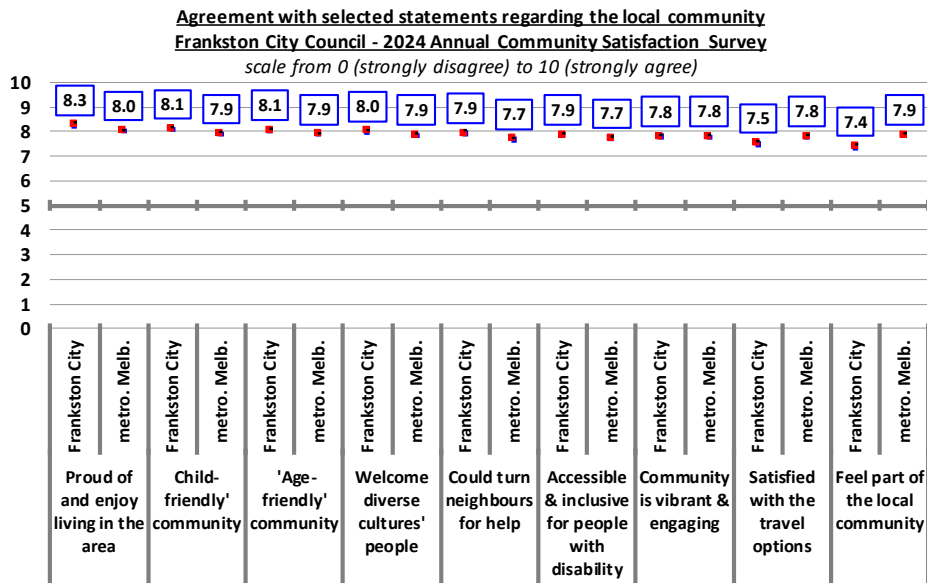 Agreement with selected statements regarding the local community
Frankston City Council - 2024 Annual Community Satisfaction Survey
scale from 0 (strongly disagree) to 10 (strongly agree)
10
9
8
7
6
5
4
3
2
1
0
8.3
8.0
8.1
7.9
8.1
7.9
8.0
7.9
7.9
7.7
7.9
7.7
7.8
7.8
7.5
7.8
7.4
7.9
Frankston City
metro. Melb.
Frankston City
metro. Melb.
Frankston City
metro. Melb.
Frankston City
metro. Melb.
Frankston City
metro. Melb.
Frankston City
metro. Melb.
Frankston City
metro. Melb.
Frankston City
metro. Melb.
Frankston City
metro. Melb.
Proud of
and enjoy
living in the
area
Child-
friendly'
community
'Age-
friendly'
community
Welcome
diverse
cultures'
people
Could turn
neighbours
for help
Accessible
& inclusive
for people
with
disability
Community
is vibrant &
engaging
Satisfied
with the
travel
options
Feel part
of the local
community